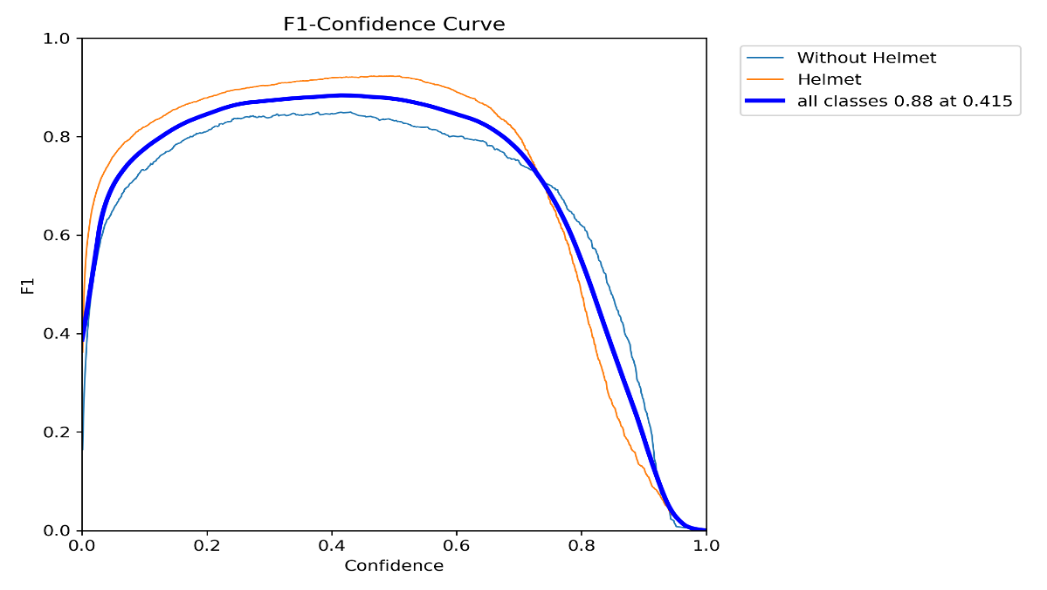 F1-Confidence Curve
Without Helmet
Helmet
all classes 0.88 at 0.415
1.0
0.8
0.6
0.4
0.2
0.0
F1
0.0 0.2 0.4 0.6 0.8 1.0
Confidence